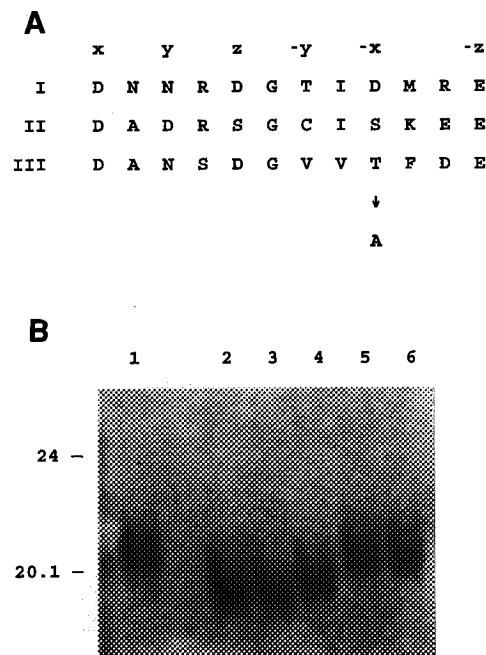 A
x y z -y -x -z
I D N N R D G T I D M R E
II D A D R S G C I S K E E
III D A N S D G V V T F D E
↓
A
B
1 2 3 4 5 6
24 –
20.1 –